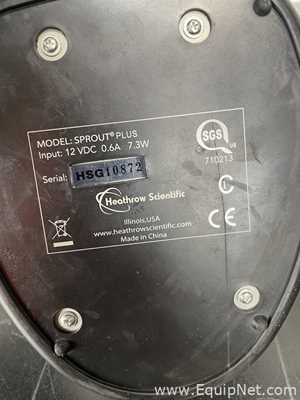 MODEL: SPROUT® PLUS
Input: 12 VDC 0.6A 7.3W
Serial: HSG10872
SGS
US
710213
Heathrow Scientific
Illinois,USA
www.heathrowscientific.com
Made in China
CE
www.EquipNet.com